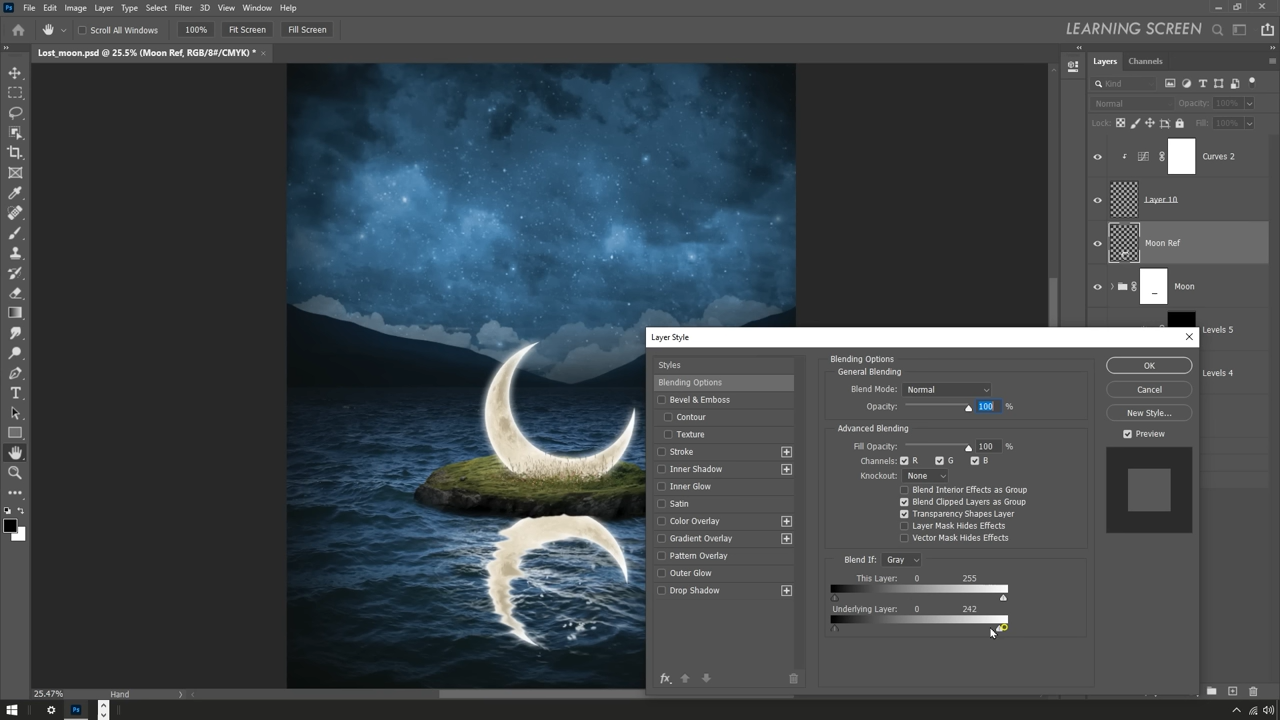 Ps File Edit Image Layer Type Select Filter 3D View Window Help
Scroll All Windows 100% Fit Screen Fill Screen LEARNING SCREEN
Lost_moon.psd @ 25.5% (Moon Ref, RGB/8#/CMYK) * ×
Layers Channels
Kind
Normal Opacity: 100%
Lock: Fill: 100%
Curves 2
Layer 10
Moon Ref
Moon
Levels 5
Levels 4
Layer Style
Styles
Blending Options
Bevel & Emboss
Contour
Texture
Stroke
Inner Shadow
Inner Glow
Satin
Color Overlay
Gradient Overlay
Pattern Overlay
Outer Glow
Drop Shadow
fx
Blending Options
General Blending
Blend Mode: Normal
Opacity: 100 %
Advanced Blending
Fill Opacity: 100 %
Channels: R G B
Knockout: None
Blend Interior Effects as Group
Blend Clipped Layers as Group
Transparency Shapes Layer
Layer Mask Hides Effects
Vector Mask Hides Effects
Blend If: Gray
This Layer: 0 255
Underlying Layer: 0 242
OK
Cancel
New Style...
Preview
25.47% Hand
Ps